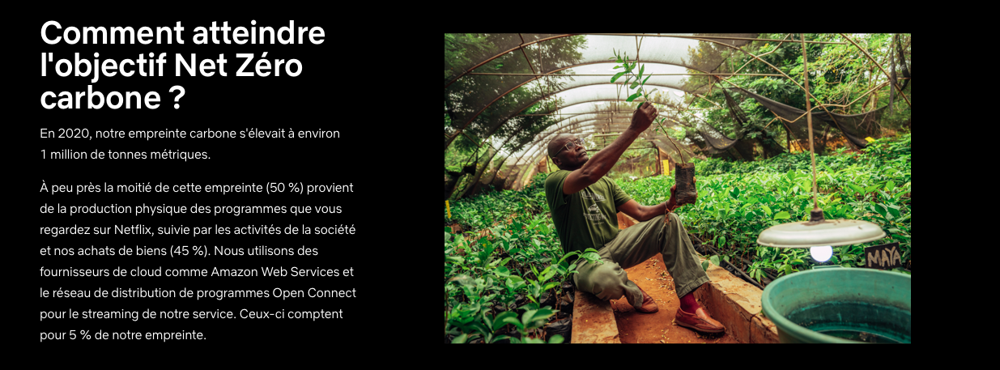 Comment atteindre
l'objectif Net Zéro
carbone ?
En 2020, notre empreinte carbone s'élevait à environ
1 million de tonnes métriques.
À peu près la moitié de cette empreinte (50 %) provient
de la production physique des programmes que vous
regardez sur Netflix, suivie par les activités de la société
et nos achats de biens (45 %). Nous utilisons des
fournisseurs de cloud comme Amazon Web Services et
le réseau de distribution de programmes Open Connect
pour le streaming de notre service. Ceux-ci comptent
pour 5 % de notre empreinte.
MAYA